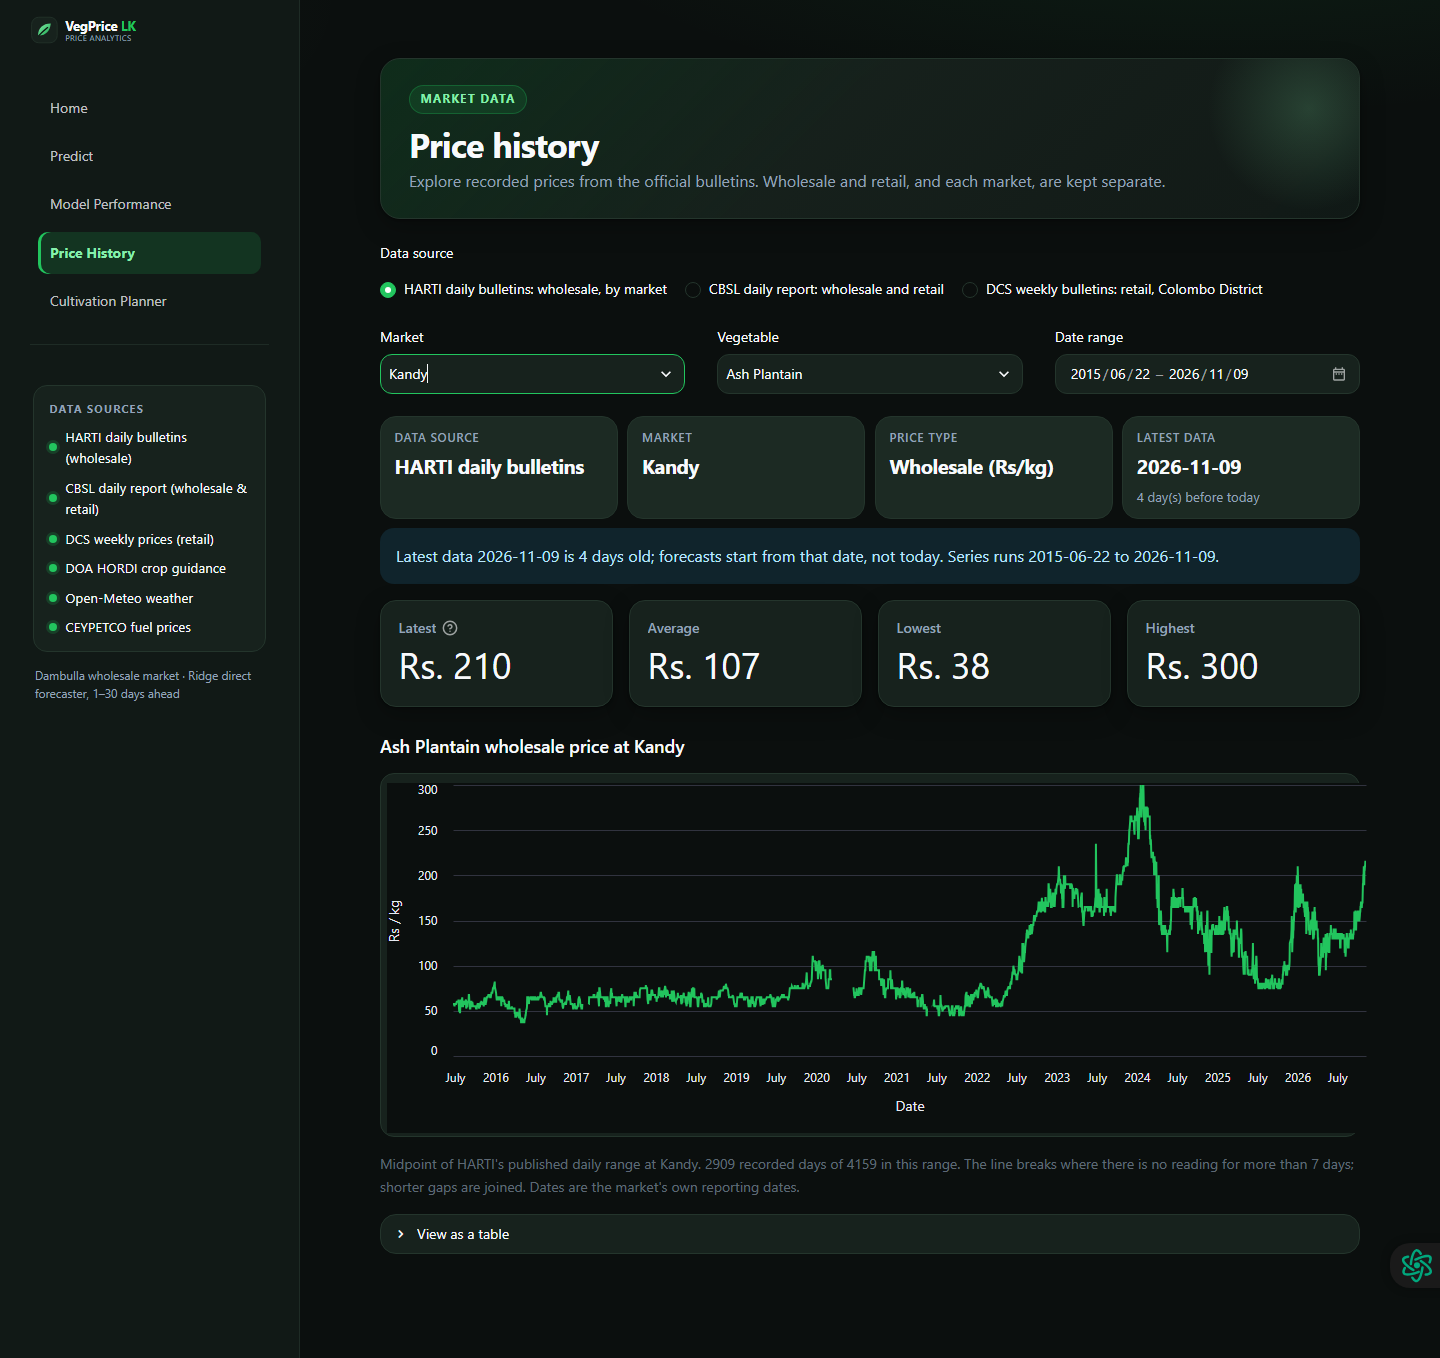 VegPrice LK
PRICE ANALYTICS
Home
Predict
Model Performance
Price History
Cultivation Planner
DATA SOURCES
HARTI daily bulletins
(wholesale)
CBSL daily report (wholesale &
retail)
DCS weekly prices (retail)
DOA HORDI crop guidance
Open-Meteo weather
CEYPETCO fuel prices
Dambulla wholesale market · Ridge direct
forecaster, 1–30 days ahead
MARKET DATA
Price history
Explore recorded prices from the official bulletins. Wholesale and retail, and each market, are kept separate.
Data source
HARTI daily bulletins: wholesale, by market
CBSL daily report: wholesale and retail
DCS weekly bulletins: retail, Colombo District
Market
Vegetable
Date range
Kandy
Ash Plantain
2015/06/22 – 2026/11/09
DATA SOURCE
HARTI daily bulletins
MARKET
Kandy
PRICE TYPE
Wholesale (Rs/kg)
LATEST DATA
2026-11-09
4 day(s) before today
Latest data 2026-11-09 is 4 days old; forecasts start from that date, not today. Series runs 2015-06-22 to 2026-11-09.
Latest
Rs. 210
Average
Rs. 107
Lowest
Rs. 38
Highest
Rs. 300
Ash Plantain wholesale price at Kandy
Rs / kg
300
250
200
150
100
50
0
July 2016 July 2017 July 2018 July 2019 July 2020 July 2021 July 2022 July 2023 July 2024 July 2025 July 2026 July
Date
Midpoint of HARTI's published daily range at Kandy. 2909 recorded days of 4159 in this range. The line breaks where there is no reading for more than 7 days;
shorter gaps are joined. Dates are the market's own reporting dates.
View as a table